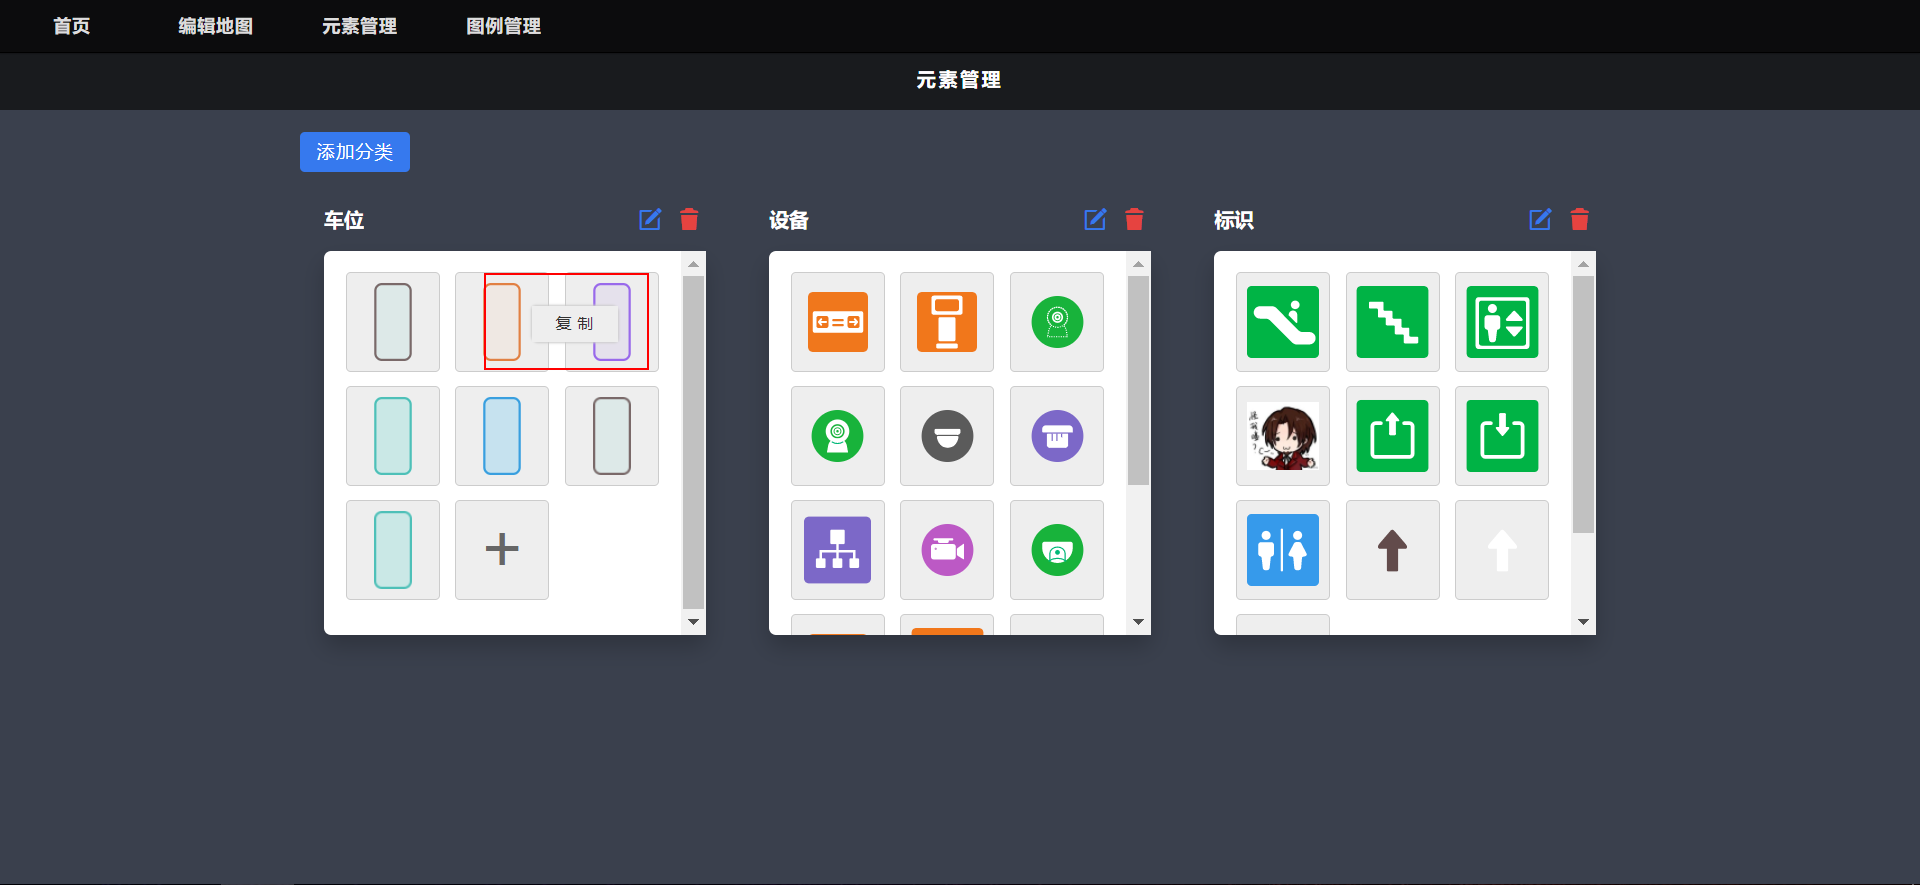 首页 编辑地图 元素管理 图例管理
元素管理
添加分类
车位 设备 标识
复 制